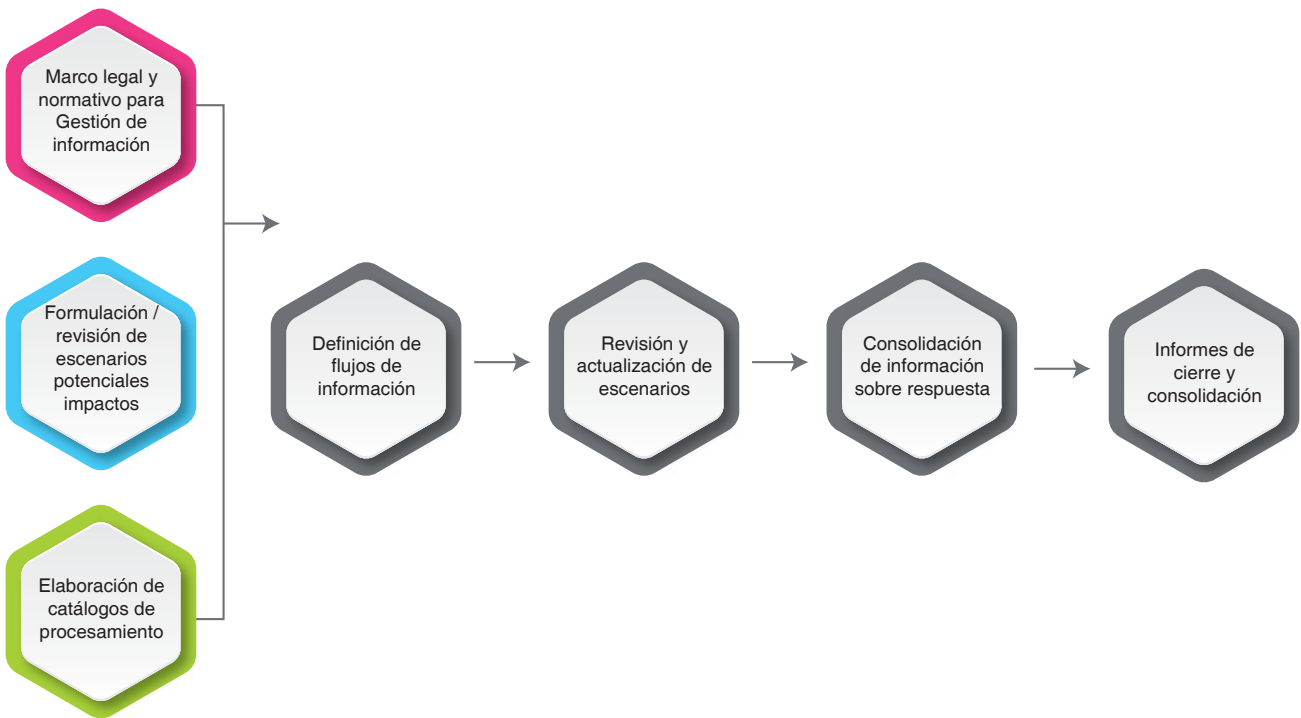 Marco legal y
normativo para
Gestión de
información
Formulación /
revisión de
escenarios
potenciales
impactos
Elaboración de
catálogos de
procesamiento
Definición de
flujos de
información
Revisión y
actualización de
escenarios
Consolidación
de información
sobre respuesta
Informes de
cierre y
consolidación